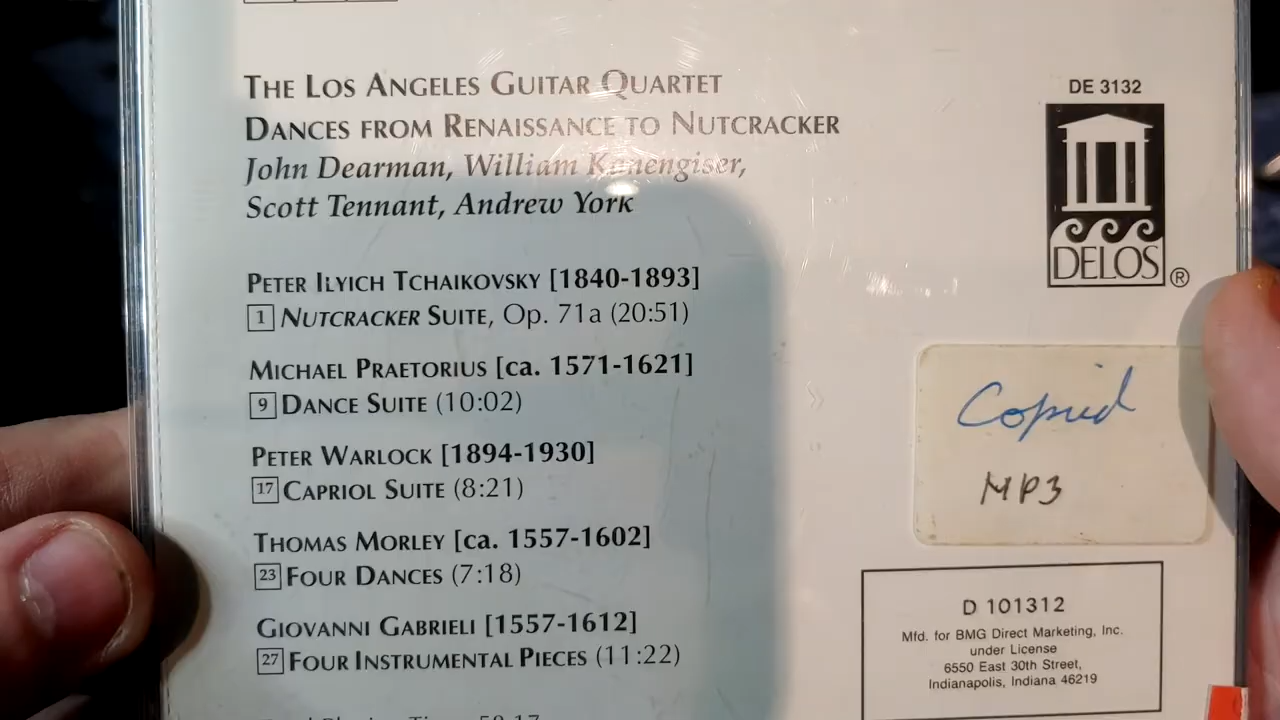 THE LOS ANGELES GUITAR QUARTET
DANCES FROM RENAISSANCE TO NUTCRACKER
John Dearman, William Kanengiser,
Scott Tennant, Andrew York
PETER ILYICH TCHAIKOVSKY [1840-1893]
1 NUTCRACKER SUITE, Op. 71a (20:51)
MICHAEL PRAETORIUS [ca. 1571-1621]
9 DANCE SUITE (10:02)
PETER WARLOCK [1894-1930]
17 CAPRIOL SUITE (8:21)
THOMAS MORLEY [ca. 1557-1602]
23 FOUR DANCES (7:18)
GIOVANNI GABRIELI [1557-1612]
27 FOUR INSTRUMENTAL PIECES (11:22)
DE 3132
DELOS®
Copied
MP3
D 101312
Mfd. for BMG Direct Marketing, Inc.
under License
6550 East 30th Street,
Indianapolis, Indiana 46219